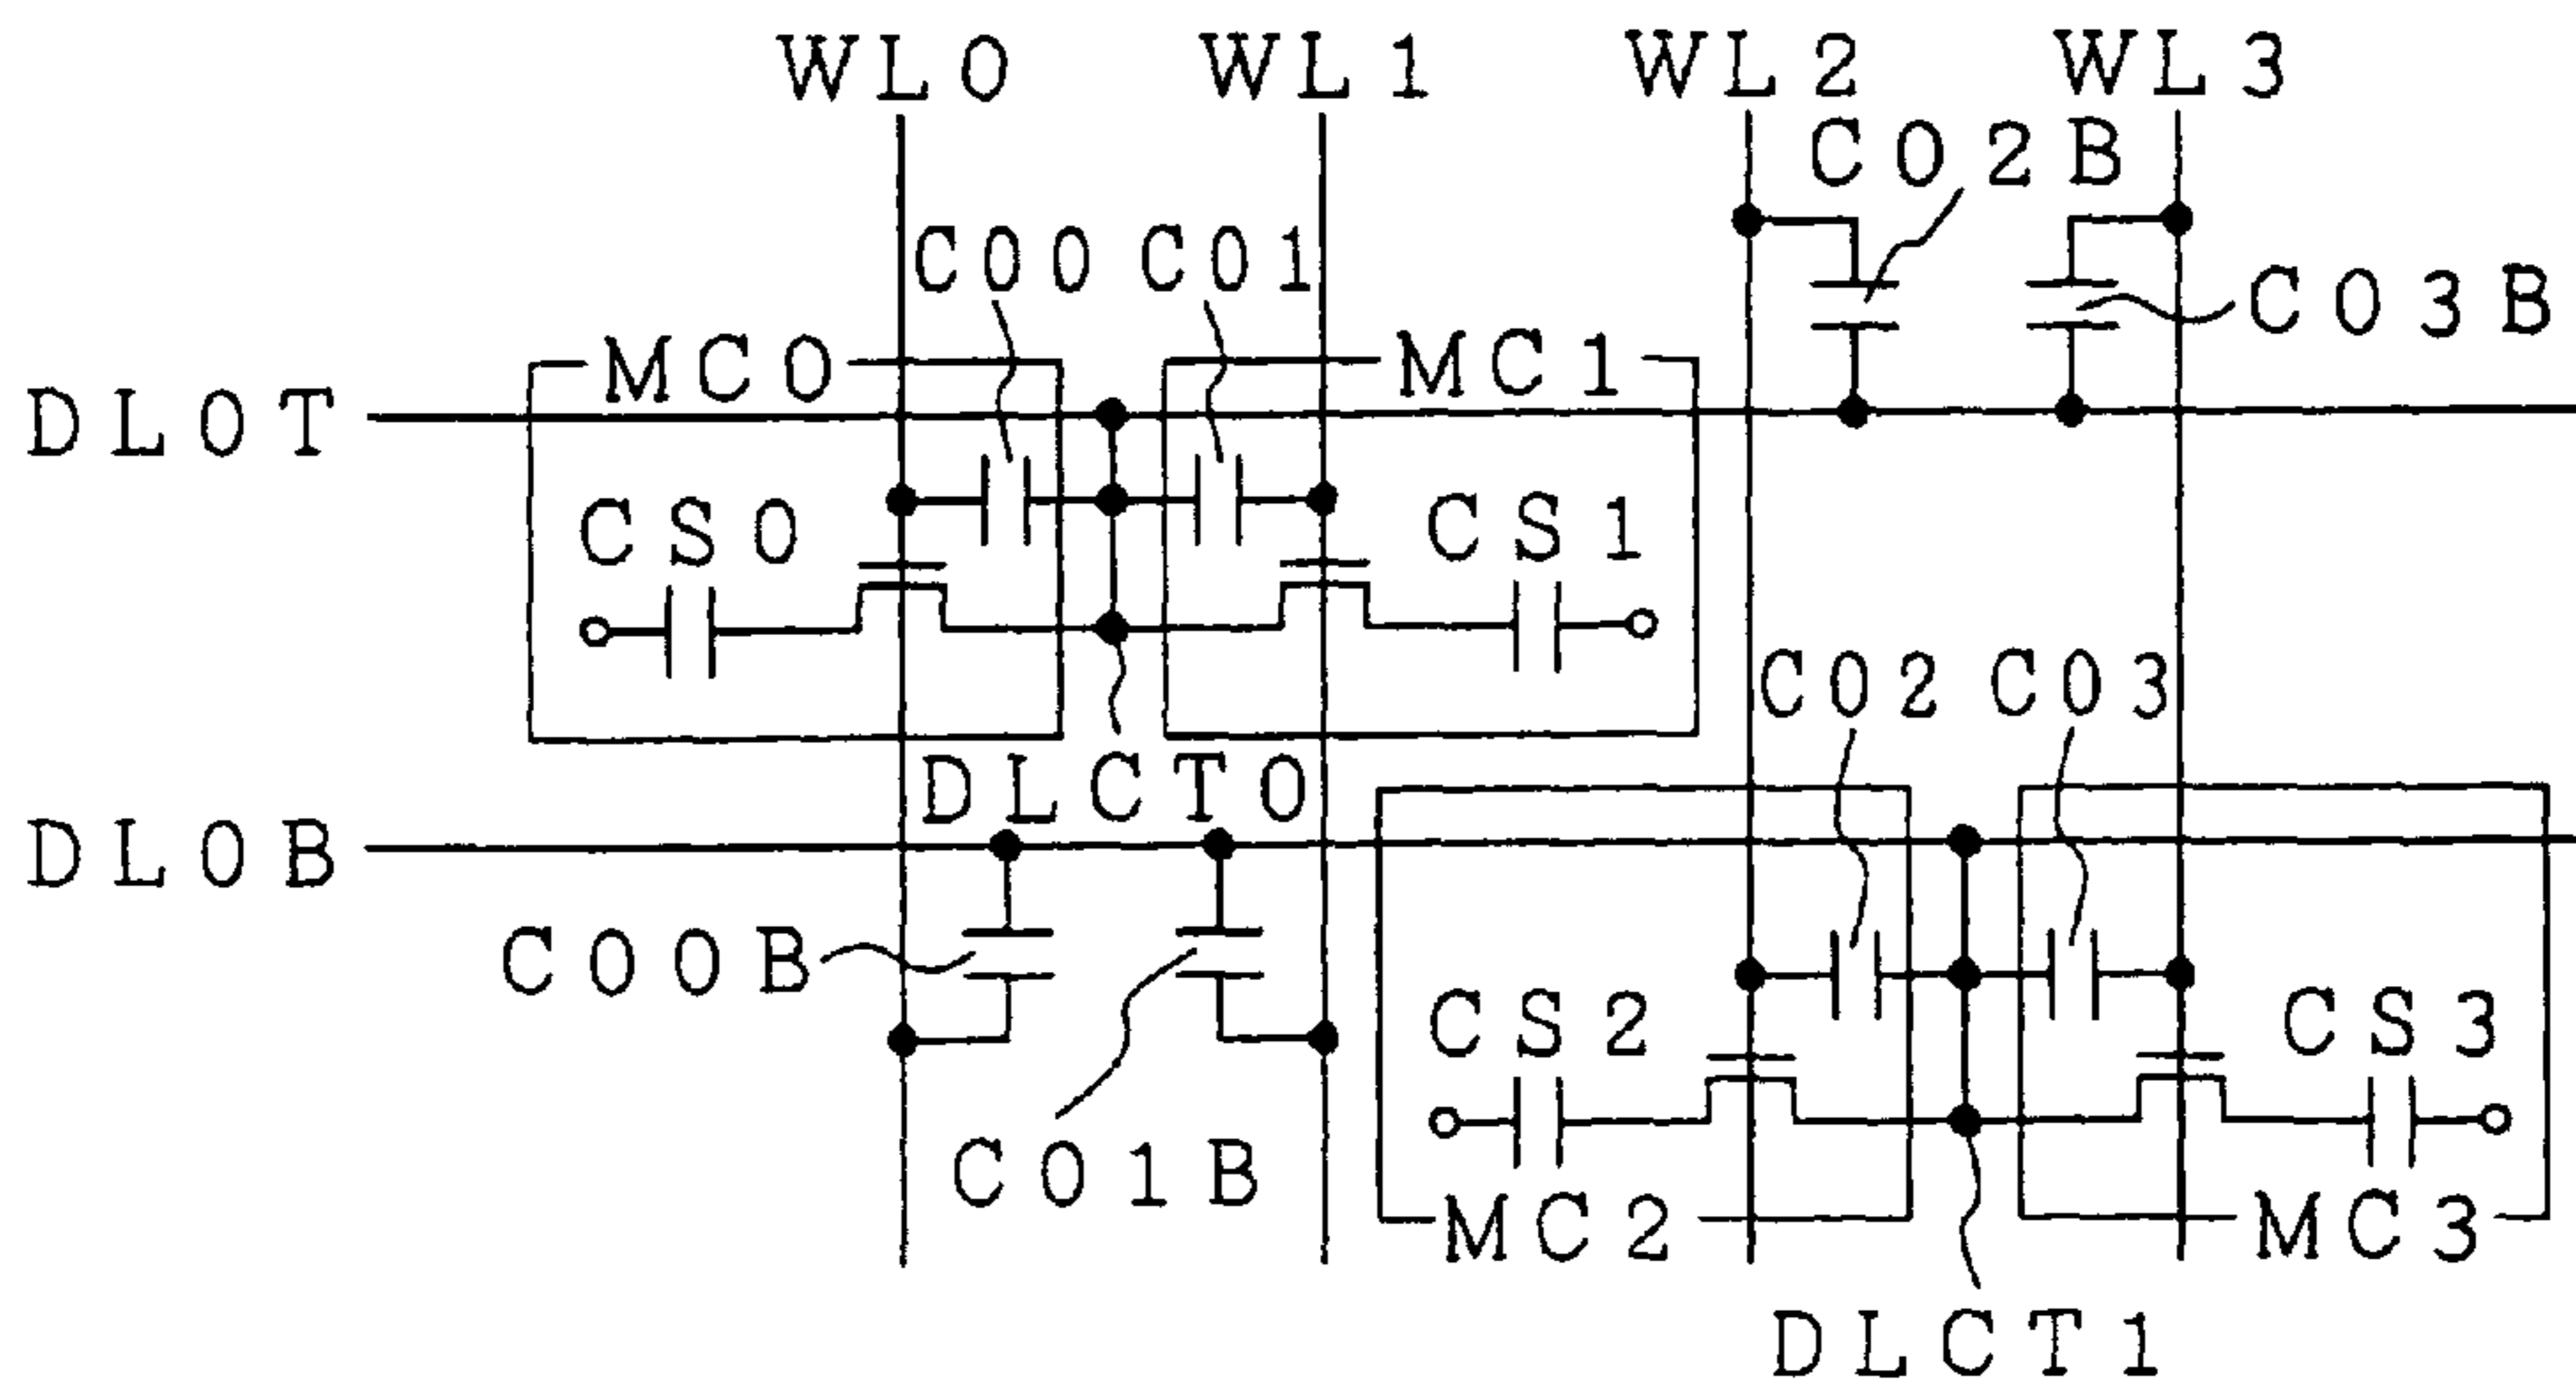 WL0 WL1 WL2 WL3
C02B
C00 C01
C03B
MC0 MC1
DL0T
CS0 CS1
C02 C03
DLCT0
DL0B
C00B
CS2 CS3
C01B
MC2 MC3
DLCT1